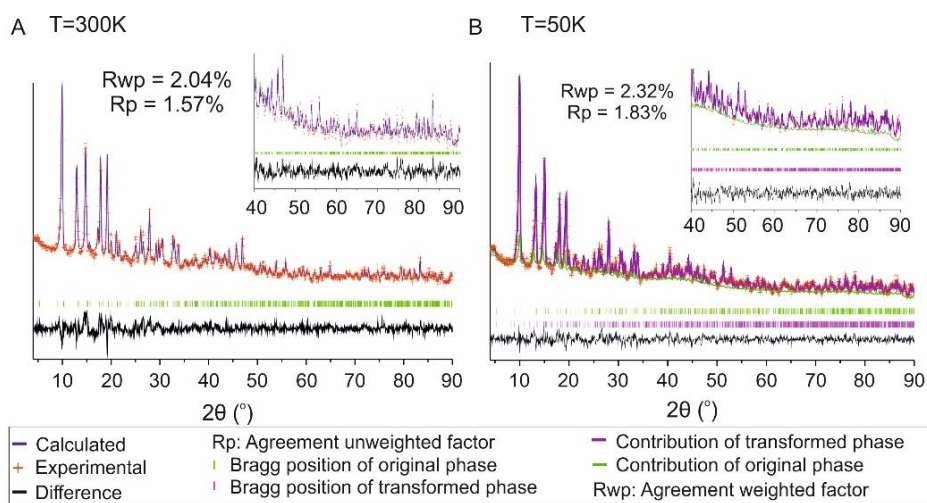 A T=300K
Rwp = 2.04%
Rp = 1.57%
40 50 60 70 80 90
10 20 30 40 50 60 70 80 90
2θ (°)
B T=50K
Rwp = 2.32%
Rp = 1.83%
40 50 60 70 80 90
10 20 30 40 50 60 70 80 90
2θ (°)
Calculated
Experimental
Difference
Rp: Agreement unweighted factor
Bragg position of original phase
Bragg position of transformed phase
Contribution of transformed phase
Contribution of original phase
Rwp: Agreement weighted factor